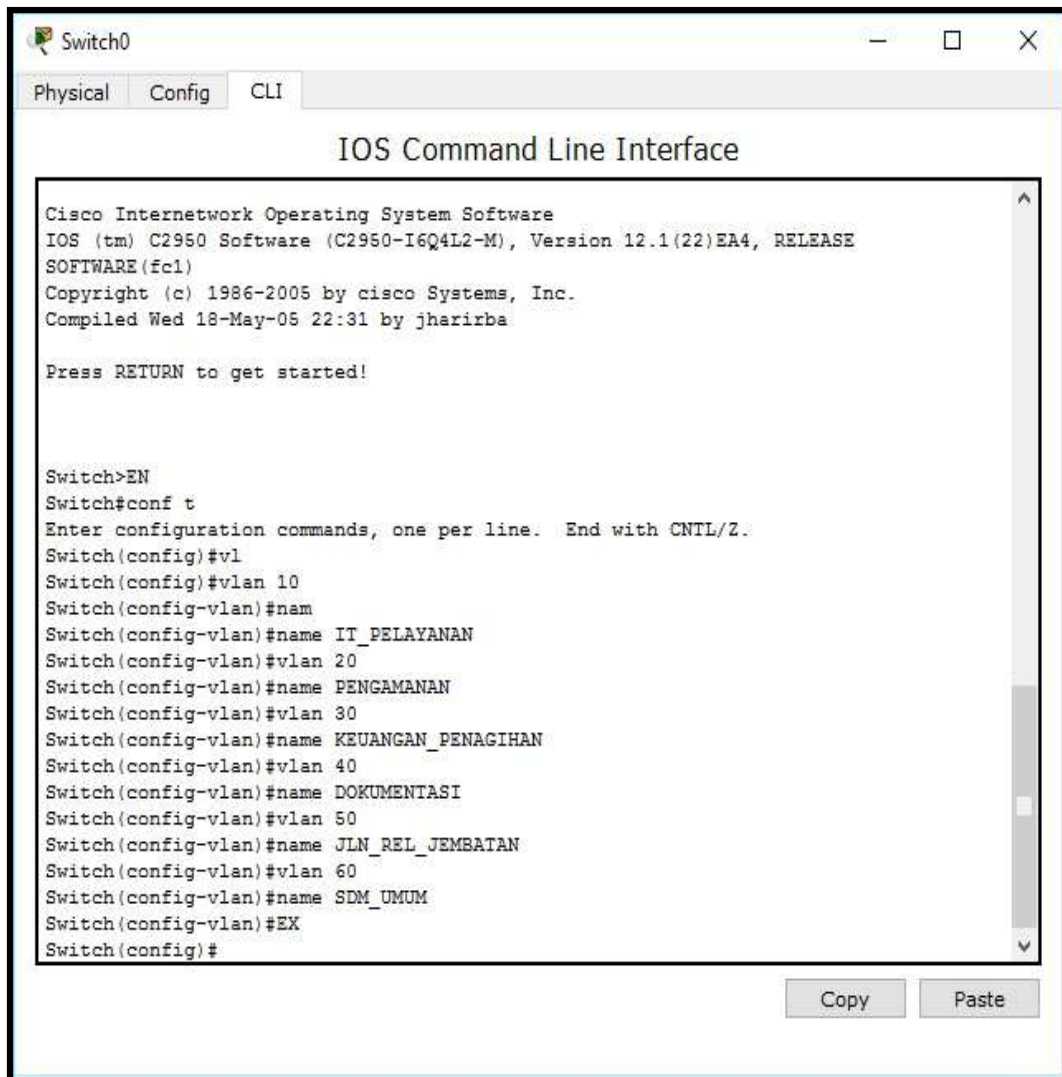 Switch0
Physical Config CLI
IOS Command Line Interface
Cisco Internetwork Operating System Software
IOS (tm) C2950 Software (C2950-I6Q4L2-M), Version 12.1(22)EA4, RELEASE
SOFTWARE(fc1)
Copyright (c) 1986-2005 by cisco Systems, Inc.
Compiled Wed 18-May-05 22:31 by jharirba
Press RETURN to get started!
Switch>EN
Switch#conf t
Enter configuration commands, one per line.  End with CNTL/Z.
Switch(config)#vl
Switch(config)#vlan 10
Switch(config-vlan)#nam
Switch(config-vlan)#name IT_PELAYANAN
Switch(config-vlan)#vlan 20
Switch(config-vlan)#name PENGAMANAN
Switch(config-vlan)#vlan 30
Switch(config-vlan)#name KEUANGAN_PENAGIHAN
Switch(config-vlan)#vlan 40
Switch(config-vlan)#name DOKUMENTASI
Switch(config-vlan)#vlan 50
Switch(config-vlan)#name JLN_REL_JEMBATAN
Switch(config-vlan)#vlan 60
Switch(config-vlan)#name SDM_UMUM
Switch(config-vlan)#EX
Switch(config)#
Copy Paste